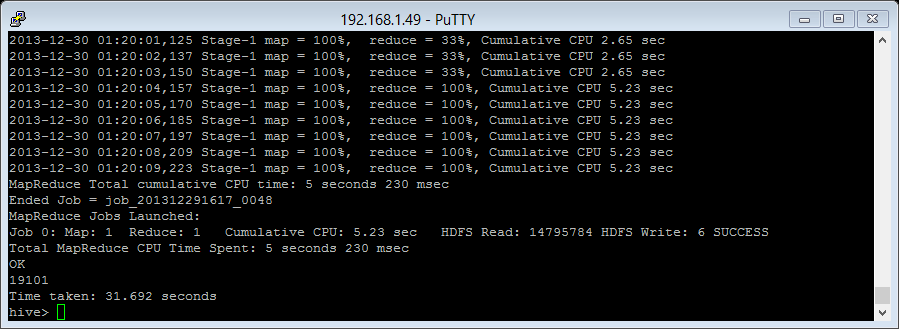 192.168.1.49 - PuTTY
2013-12-30 01:20:01,125 Stage-1 map = 100%,  reduce = 33%, Cumulative CPU 2.65 sec
2013-12-30 01:20:02,137 Stage-1 map = 100%,  reduce = 33%, Cumulative CPU 2.65 sec
2013-12-30 01:20:03,150 Stage-1 map = 100%,  reduce = 33%, Cumulative CPU 2.65 sec
2013-12-30 01:20:04,157 Stage-1 map = 100%,  reduce = 100%, Cumulative CPU 5.23 sec
2013-12-30 01:20:05,170 Stage-1 map = 100%,  reduce = 100%, Cumulative CPU 5.23 sec
2013-12-30 01:20:06,185 Stage-1 map = 100%,  reduce = 100%, Cumulative CPU 5.23 sec
2013-12-30 01:20:07,197 Stage-1 map = 100%,  reduce = 100%, Cumulative CPU 5.23 sec
2013-12-30 01:20:08,209 Stage-1 map = 100%,  reduce = 100%, Cumulative CPU 5.23 sec
2013-12-30 01:20:09,223 Stage-1 map = 100%,  reduce = 100%, Cumulative CPU 5.23 sec
MapReduce Total cumulative CPU time: 5 seconds 230 msec
Ended Job = job_201312291617_0048
MapReduce Jobs Launched:
Job 0: Map: 1  Reduce: 1   Cumulative CPU: 5.23 sec   HDFS Read: 14795784 HDFS Write: 6 SUCCESS
Total MapReduce CPU Time Spent: 5 seconds 230 msec
OK
19101
Time taken: 31.692 seconds
hive>